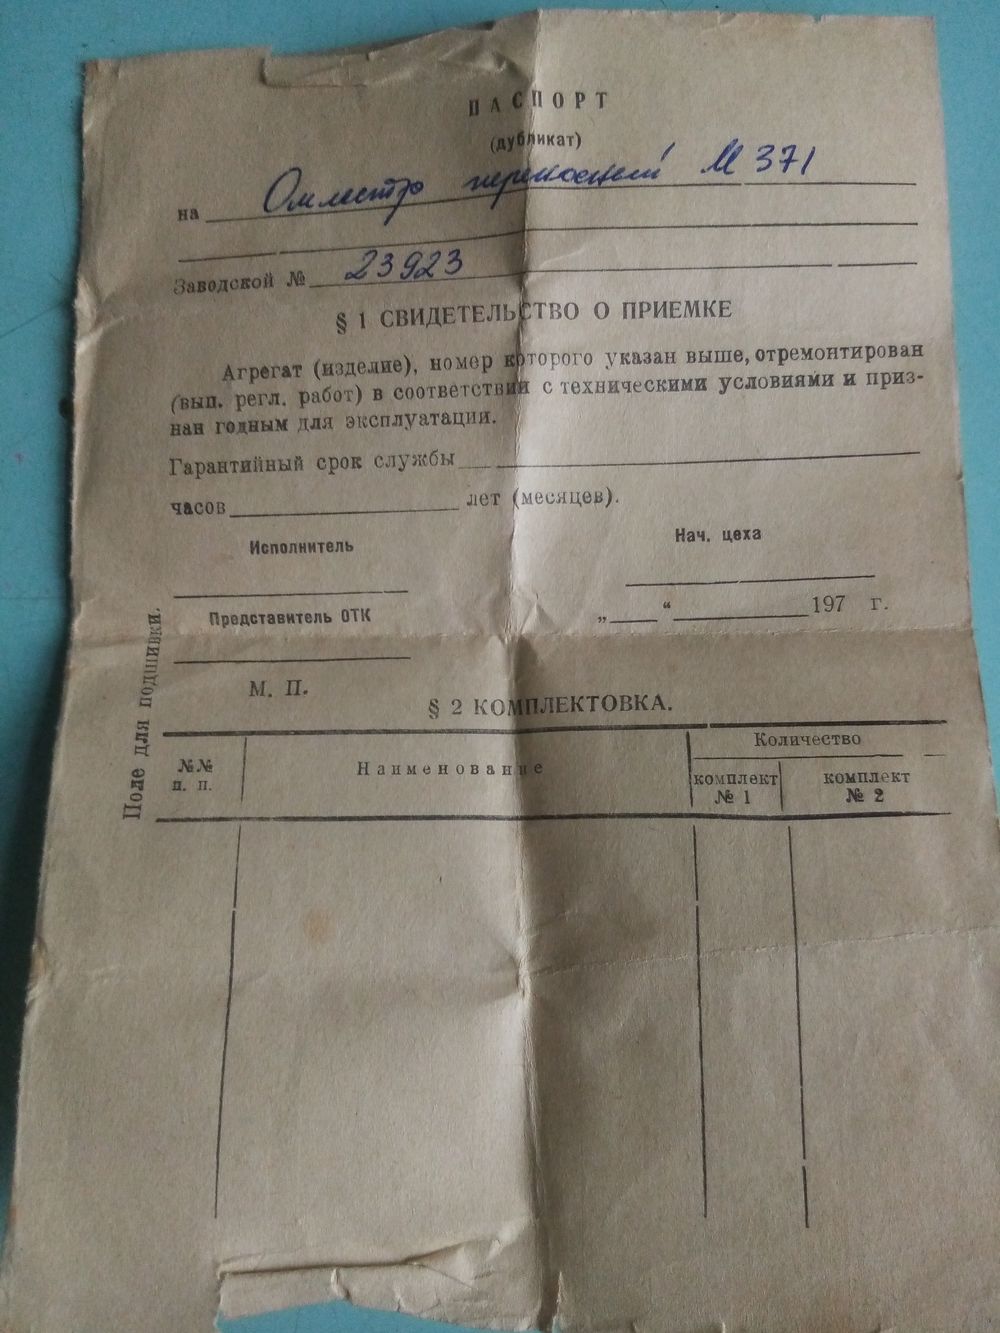 ПАСПОРТ
(дубликат)
на Омметр переносный М 371
Заводской № 23923
§ 1 СВИДЕТЕЛЬСТВО О ПРИЕМКЕ
Агрегат (изделие), номер которого указан выше, отремонтирован
(вып. регл. работ) в соответствии с техническими условиями и приз-
нан годным для эксплуатации.
Гарантийный срок службы
часов лет (месяцев).
Исполнитель Нач. цеха
Представитель ОТК „ “ 197 г.
М. П.
Поле для подшивки.
§ 2 КОМПЛЕКТОВКА.
№№ п. п. Наименование Количество
комплект № 1 комплект № 2